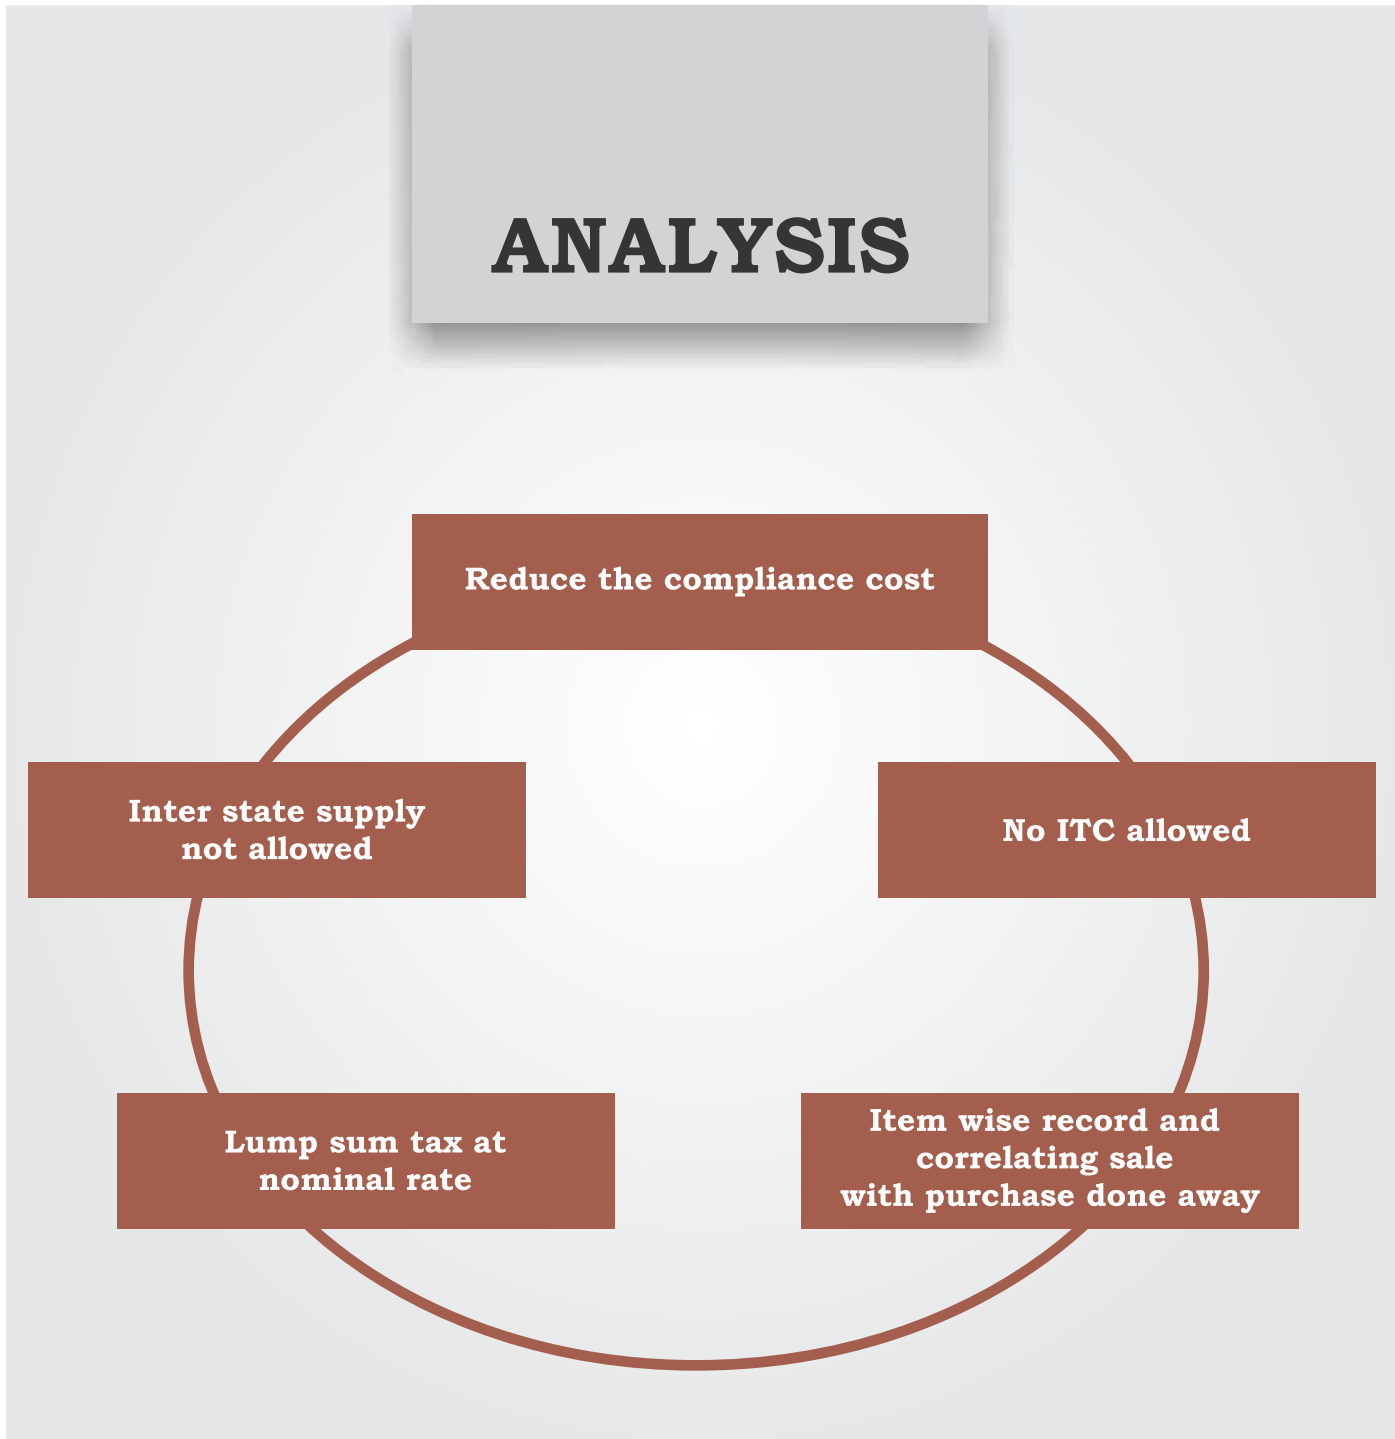 ANALYSIS
Reduce the compliance cost
Inter state supply
not allowed
No ITC allowed
Lump sum tax at
nominal rate
Item wise record and
correlating sale
with purchase done away